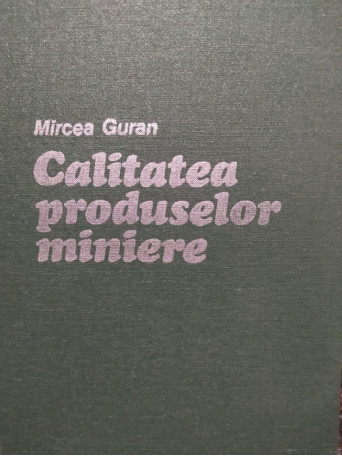 Mircea Guran
Calitatea
produselor
miniere